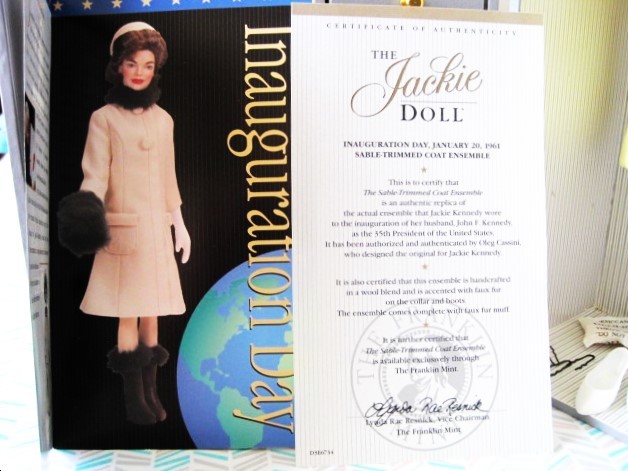 Inauguration Day
CERTIFICATE OF AUTHENTICITY
THE
Jackie
DOLL
INAUGURATION DAY, JANUARY 20, 1961
SABLE-TRIMMED COAT ENSEMBLE
This is to certify that
The Sable-Trimmed Coat Ensemble
is an authentic replica of
the actual ensemble that Jackie Kennedy wore
to the inauguration of her husband, John F. Kennedy,
as the 35th President of the United States.
It has been authorized and authenticated by Oleg Cassini,
who designed the original for Jackie Kennedy.
It is also certified that this ensemble is handcrafted
in a wool blend and is accented with faux fur
on the collar and boots.
The ensemble comes complete with faux fur muff.
It is further certified that
The Sable-Trimmed Coat Ensemble
is available exclusively through
The Franklin Mint.
THE FRANKLIN MINT
Lynda Rae Resnick
Lynda Rae Resnick, Vice Chairman
The Franklin Mint